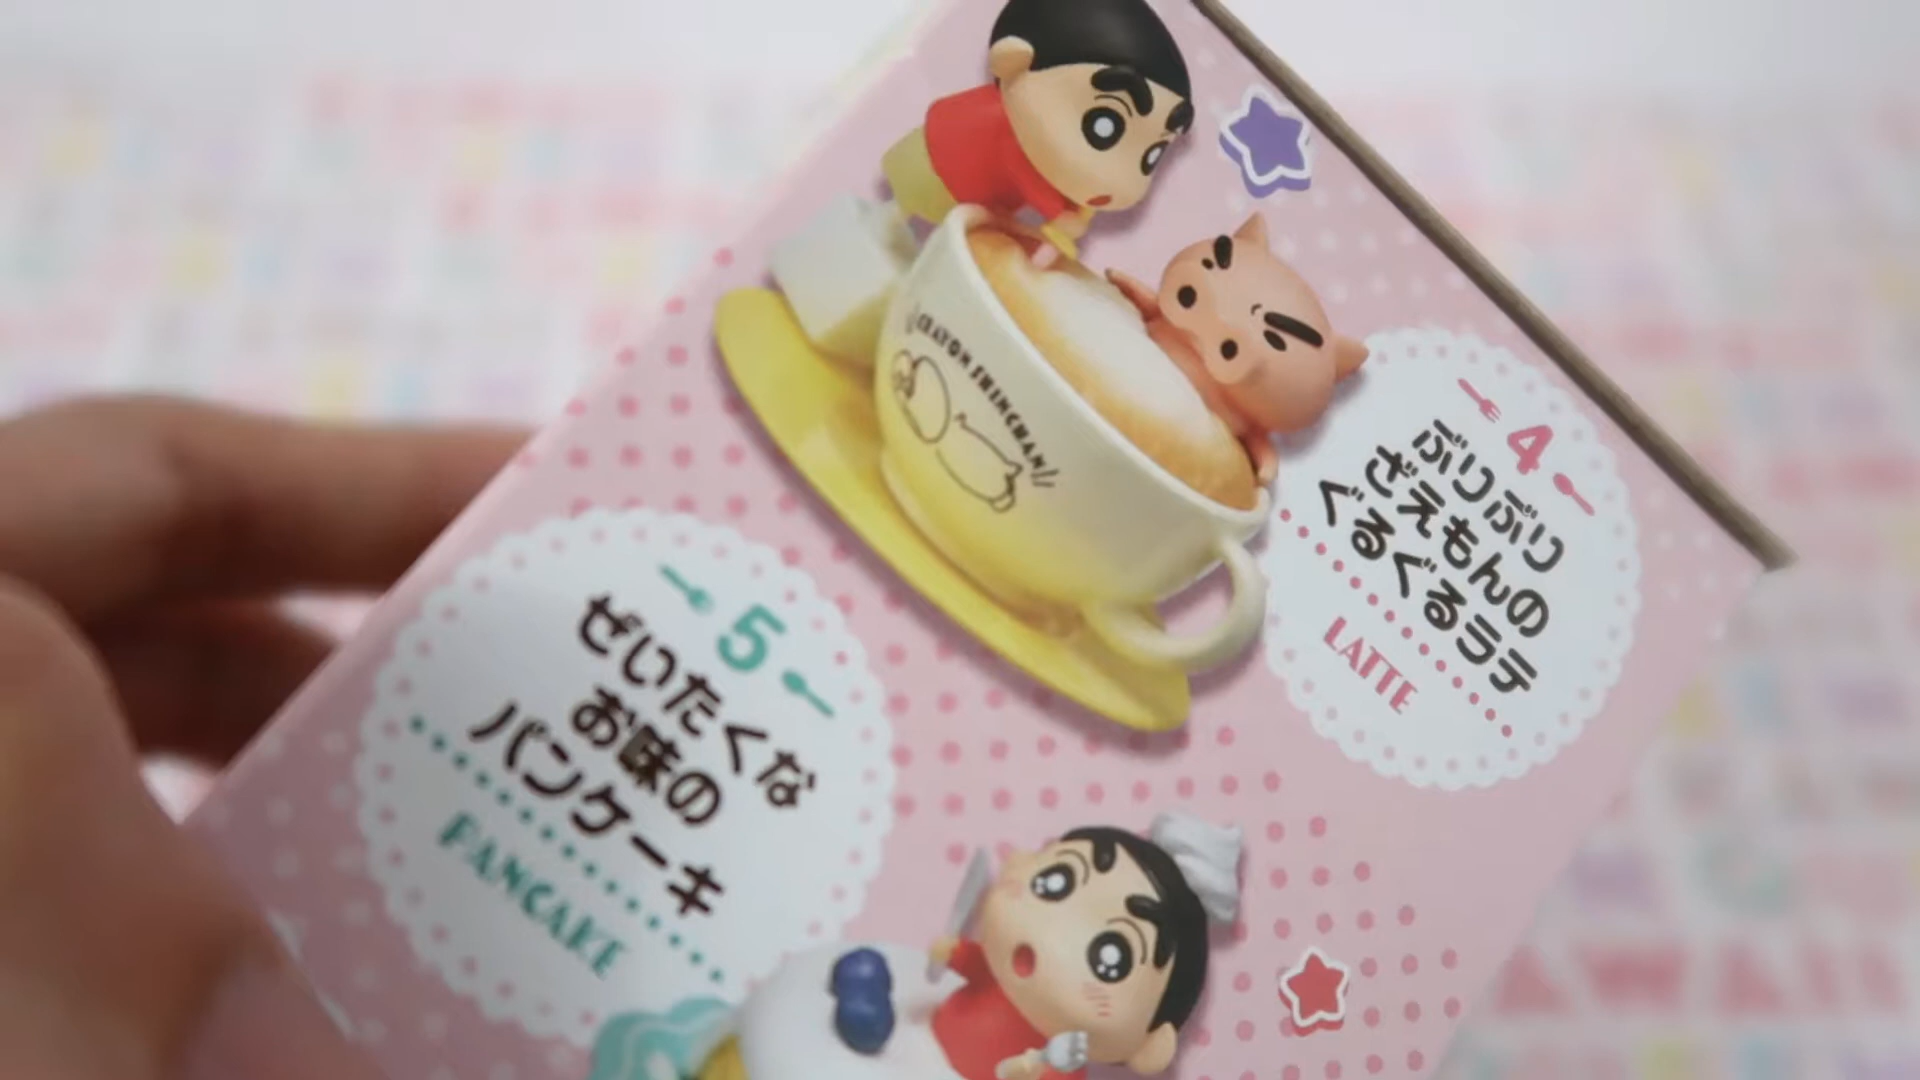 CRAYON SHINCHAN
4
ぶりぶり
ざえもんの
ぐるぐるラテ
LATTE
5
ぜいたくな
お味の
パンケーキ
PANCAKE